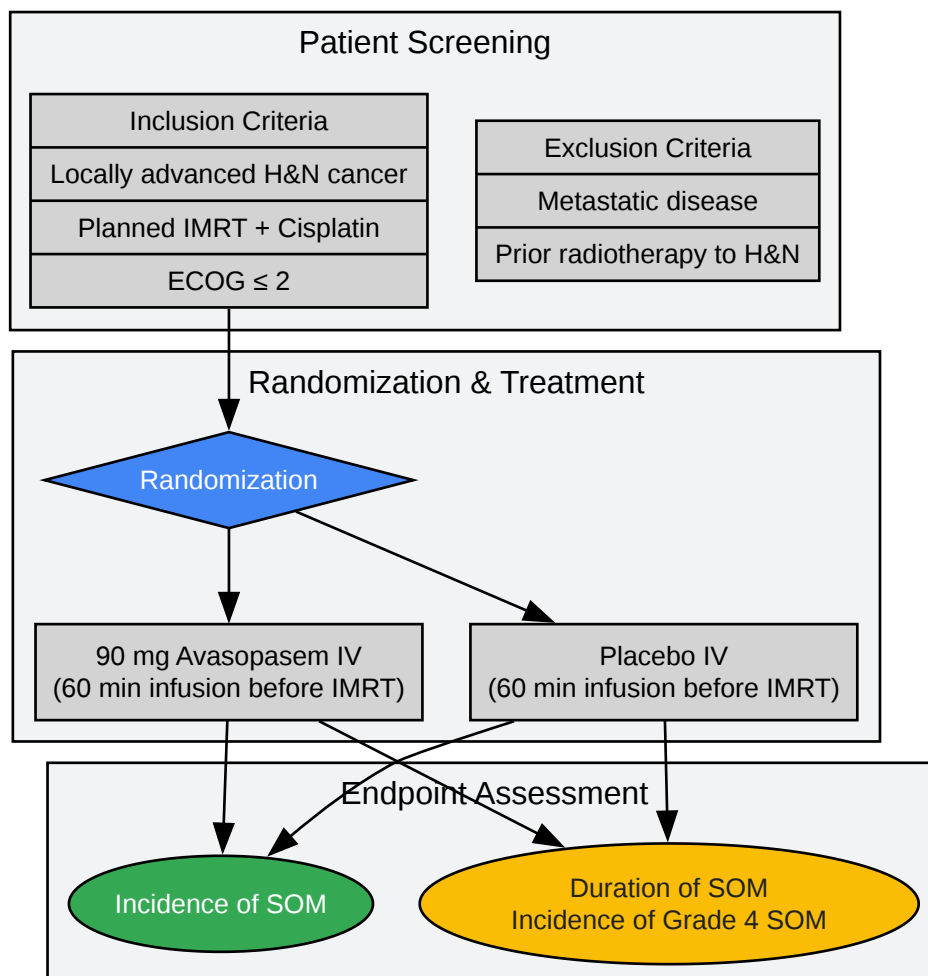 Patient Screening
Inclusion Criteria
Locally advanced H&N cancer
Planned IMRT + Cisplatin
ECOG ≤ 2
Exclusion Criteria
Metastatic disease
Prior radiotherapy to H&N
Randomization & Treatment
Randomization
90 mg Avasopasem IV
(60 min infusion before IMRT)
Placebo IV
(60 min infusion before IMRT)
Endpoint Assessment
Incidence of SOM
Duration of SOM
Incidence of Grade 4 SOM